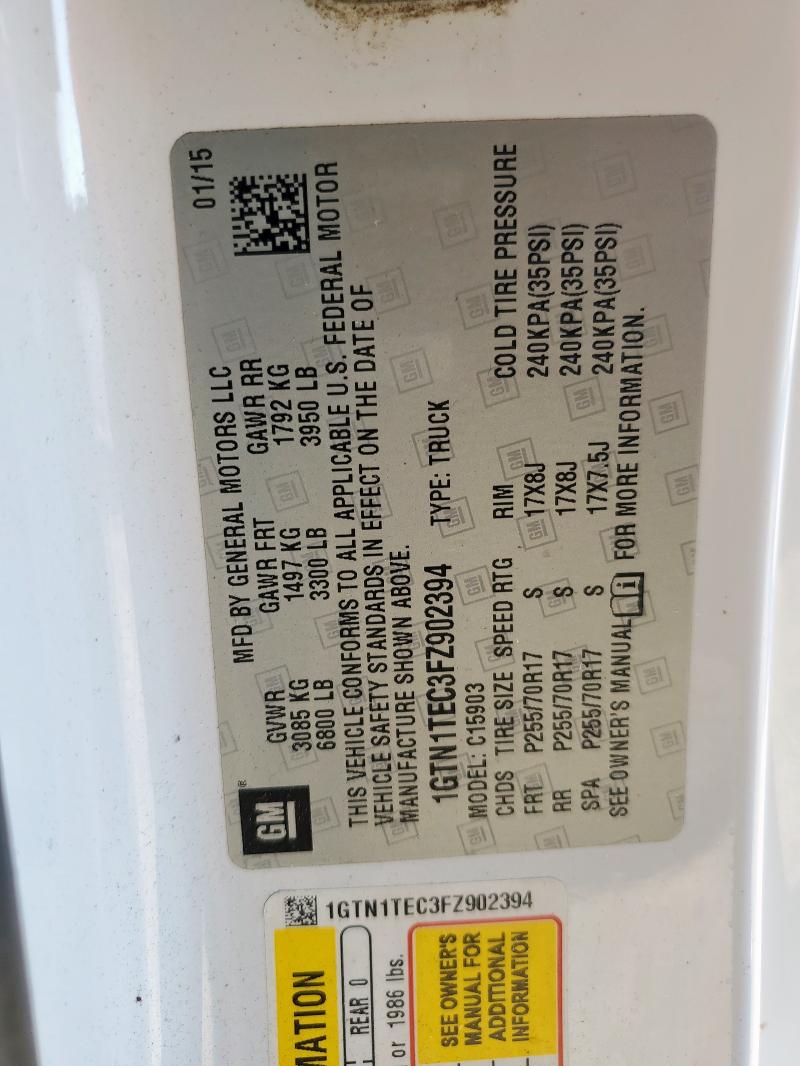 MFD BY GENERAL MOTORS LLC 01/15
GM ®
GVWR GAWR FRT GAWR RR
3085 KG 1497 KG 1792 KG
6800 LB 3300 LB 3950 LB
THIS VEHICLE CONFORMS TO ALL APPLICABLE U.S. FEDERAL MOTOR
VEHICLE SAFETY STANDARDS IN EFFECT ON THE DATE OF
MANUFACTURE SHOWN ABOVE.
1GTN1TEC3FZ902394 TYPE: TRUCK
MODEL: C15903
CHDS TIRE SIZE SPEED RTG RIM COLD TIRE PRESSURE
FRT P255/70R17 S 17X8J 240KPA(35PSI)
RR P255/70R17 S 17X8J 240KPA(35PSI)
SPA P255/70R17 S 17X7.5J 240KPA(35PSI)
SEE OWNER'S MANUAL i FOR MORE INFORMATION.
1GTN1TEC3FZ902394
MATION
REAR 0
or 1986 lbs.
SEE OWNER'S
MANUAL FOR
ADDITIONAL
INFORMATION